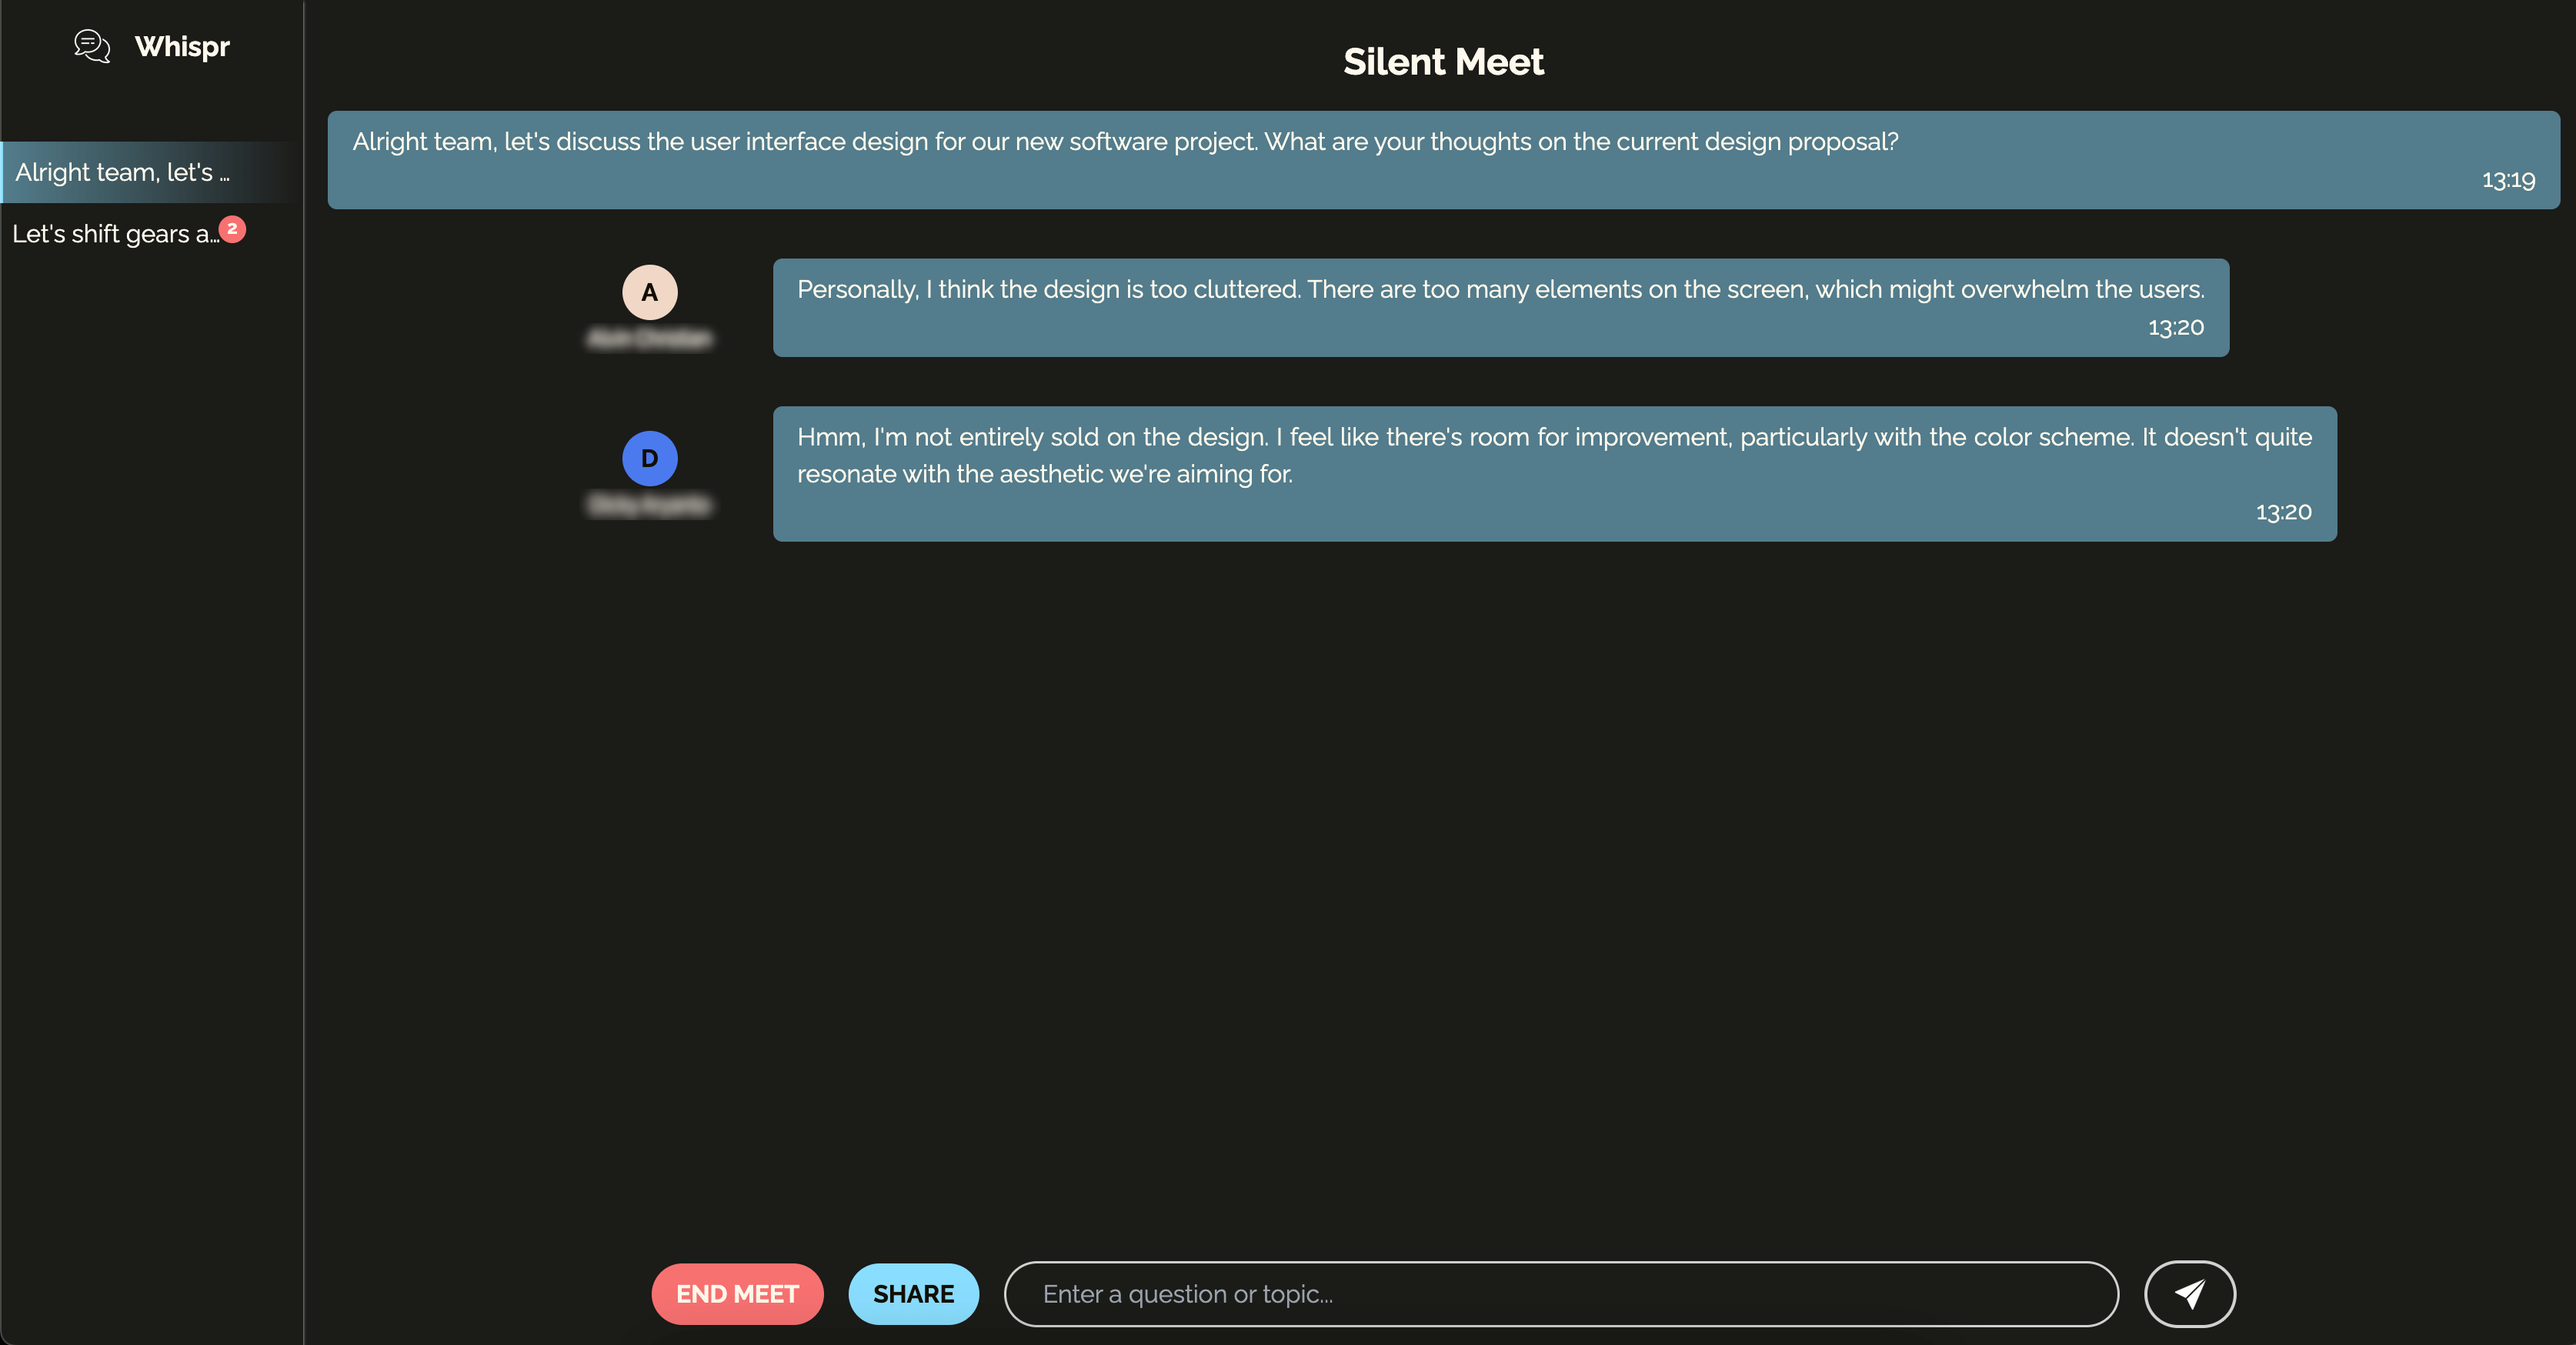 Whispr
Silent Meet
Alright team, let's ...
Let's shift gears a...
2
Alright team, let's discuss the user interface design for our new software project. What are your thoughts on the current design proposal?
13:19
A
Personally, I think the design is too cluttered. There are too many elements on the screen, which might overwhelm the users.
13:20
D
Hmm, I'm not entirely sold on the design. I feel like there's room for improvement, particularly with the color scheme. It doesn't quite
resonate with the aesthetic we're aiming for.
13:20
END MEET
SHARE
Enter a question or topic...